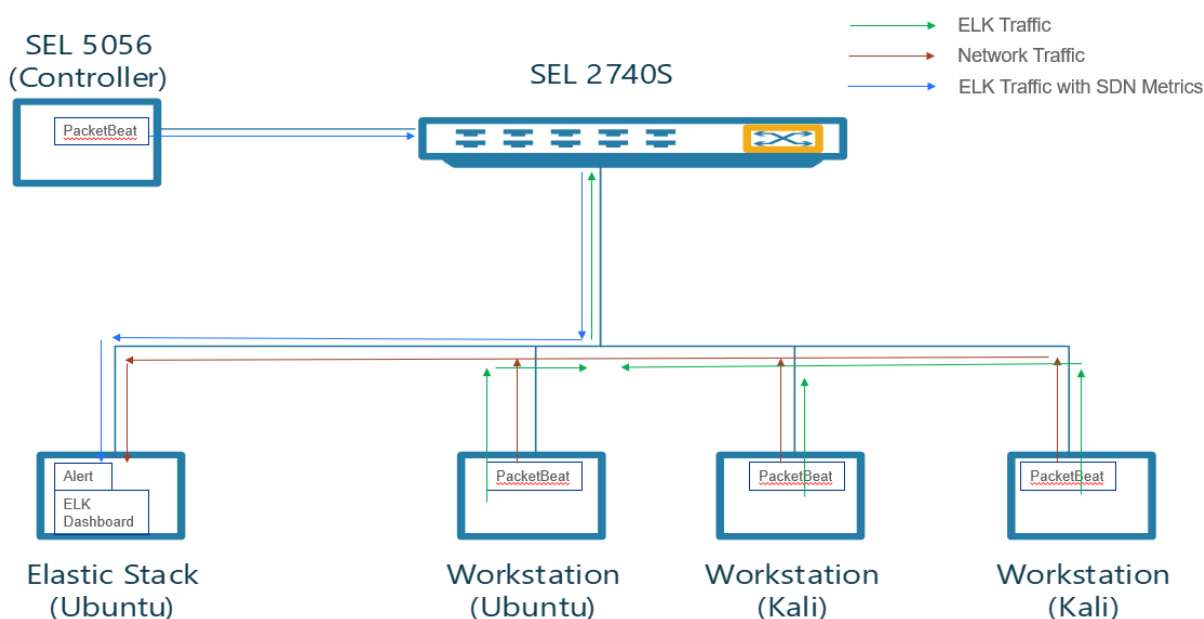 ELK Traffic
Network Traffic
ELK Traffic with SDN Metrics
SEL 5056
(Controller)
PacketBeat
SEL 2740S
Alert
ELK
Dashboard
PacketBeat
PacketBeat
PacketBeat
Elastic Stack
(Ubuntu)
Workstation
(Ubuntu)
Workstation
(Kali)
Workstation
(Kali)